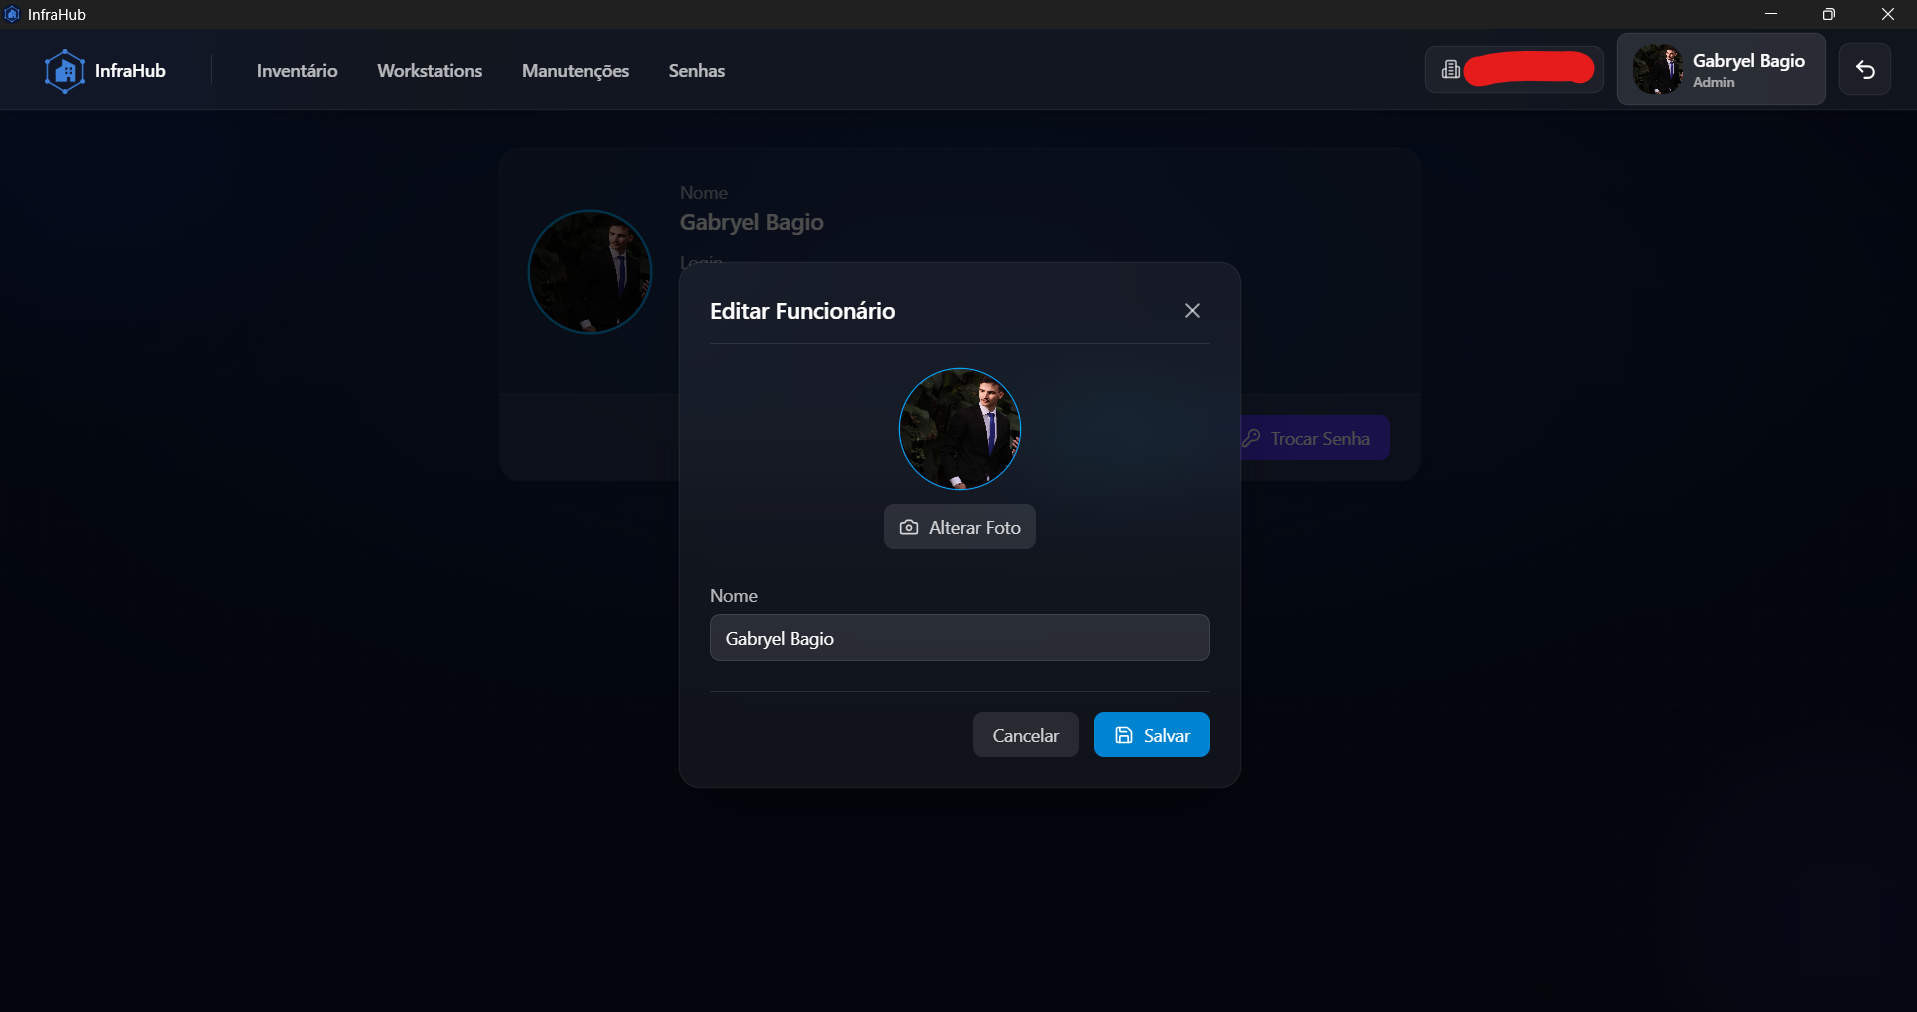 InfraHub
InfraHub
Inventário
Workstations
Manutenções
Senhas
Gabryel Bagio
Admin
Nome
Gabryel Bagio
Login
Editar Funcionário
Trocar Senha
Alterar Foto
Nome
Gabryel Bagio
Cancelar
Salvar